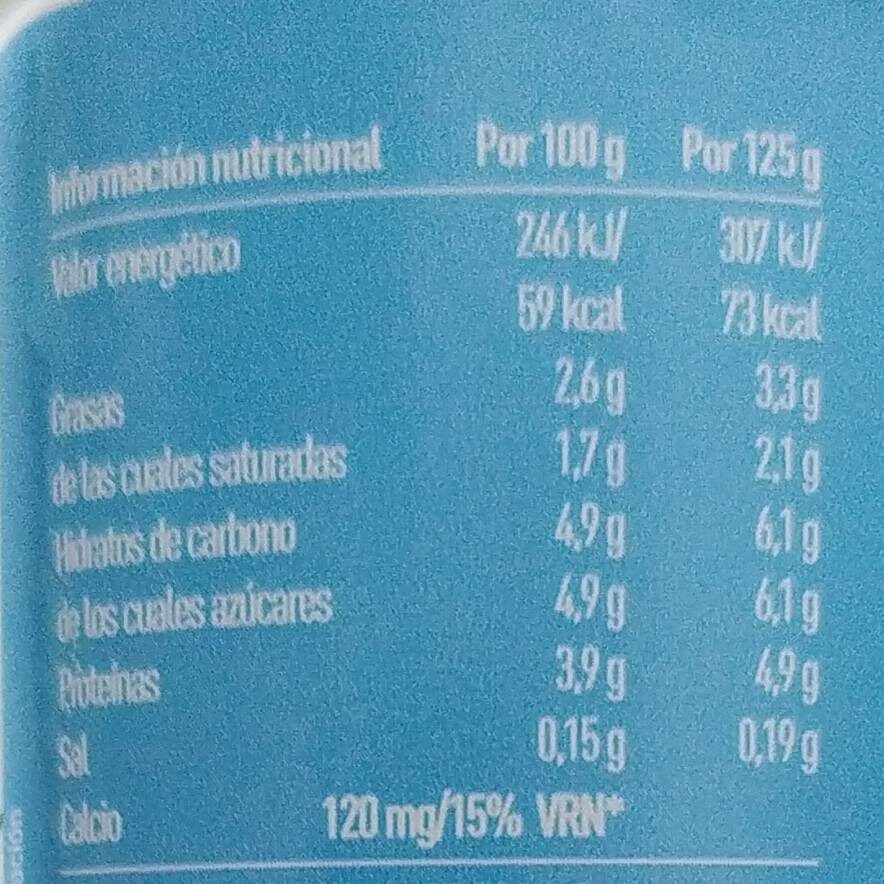 Información nutricional Por 100 g Por 125 g
Valor energético 246 kJ/ 307 kJ/
59 kcal 73 kcal
Grasas 2,6 g 3,3 g
de las cuales saturadas 1,7 g 2,1 g
Hidratos de carbono 4,9 g 6,1 g
de los cuales azúcares 4,9 g 6,1 g
Proteínas 3,9 g 4,9 g
Sal 0,15 g 0,19 g
Calcio 120 mg/15% VRN*